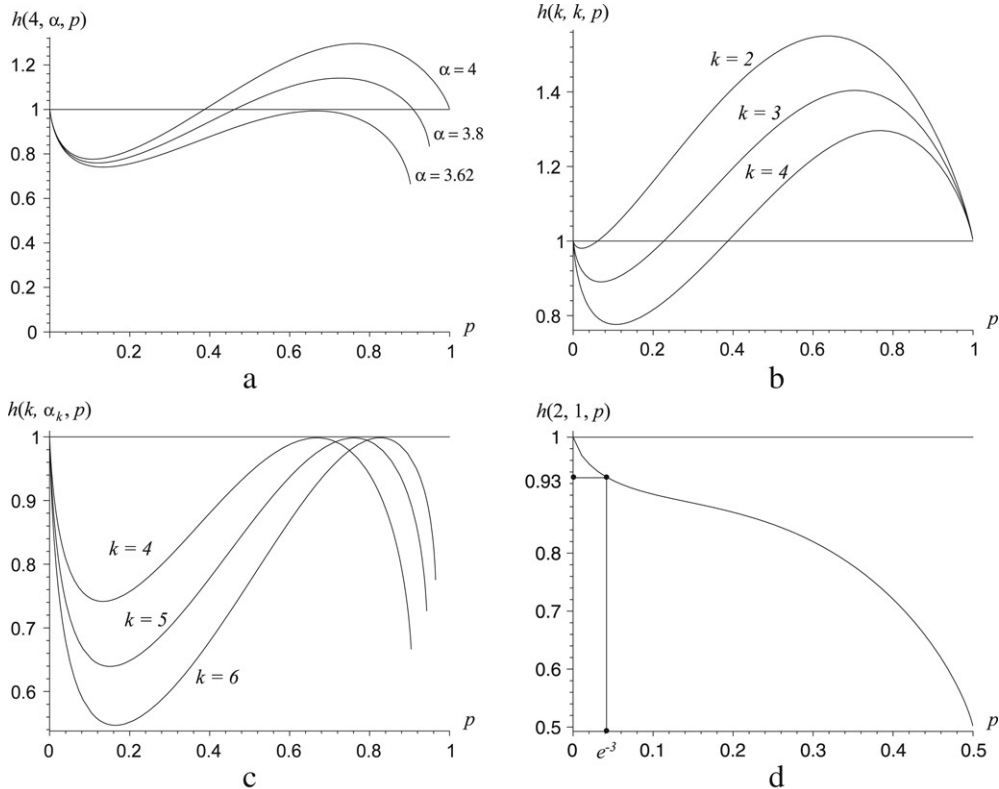 h(4, α, p)
1.2
1
0.8
0.6
0.4
0.2
0
0.2
0.4
0.6
0.8
1
p
α = 4
α = 3.8
α = 3.62
a
h(k, k, p)
1.4
1.2
1
0.8
0
0.2
0.4
0.6
0.8
1
p
k = 2
k = 3
k = 4
b
h(k, αₖ, p)
1
0.9
0.8
0.7
0.6
0
0.2
0.4
0.6
0.8
1
p
k = 4
k = 5
k = 6
c
h(2, 1, p)
1
0.93
0.8
0.7
0.6
0.5
0
e⁻³
0.1
0.2
0.3
0.4
0.5
p
d